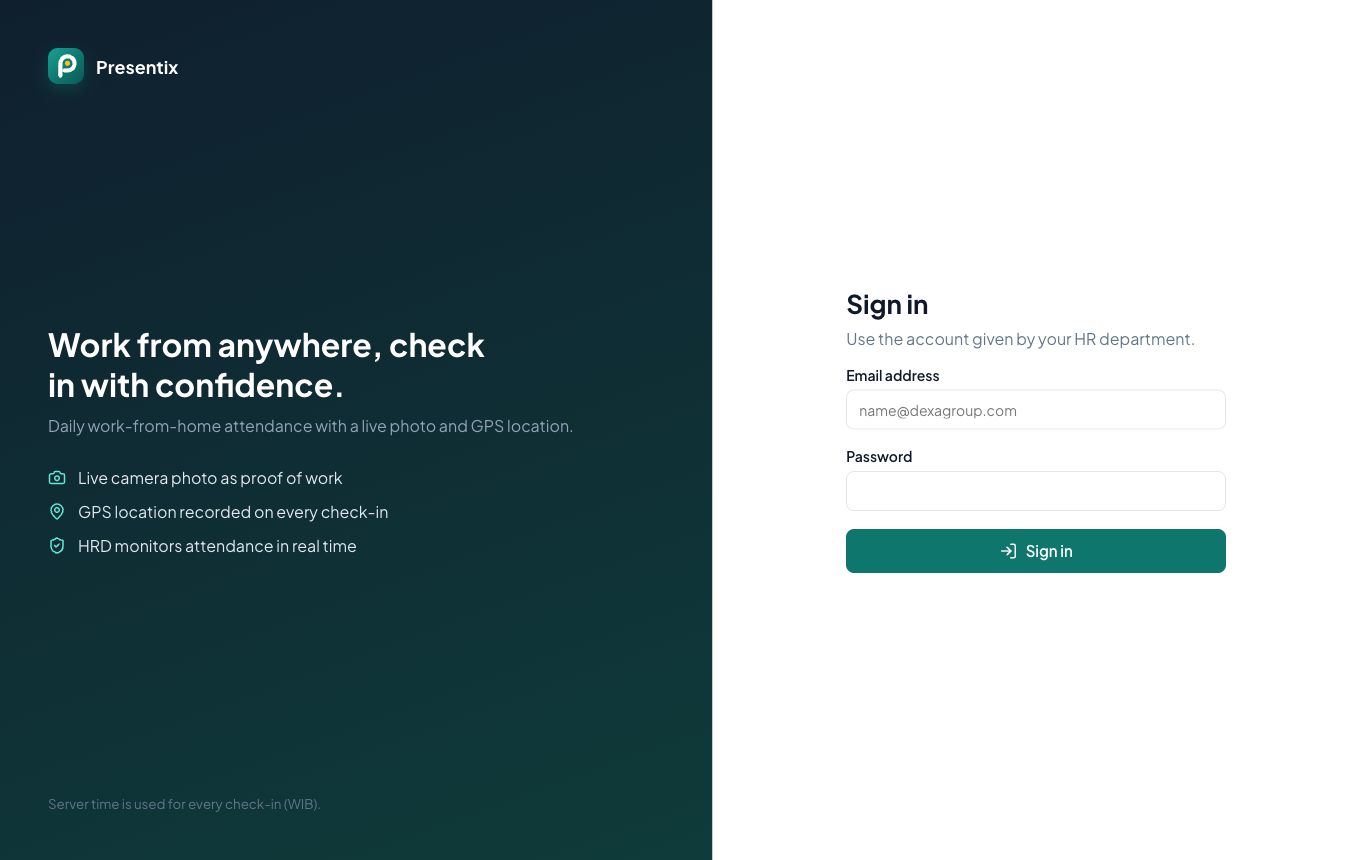 Presentix
Work from anywhere, check
in with confidence.
Daily work-from-home attendance with a live photo and GPS location.
Live camera photo as proof of work
GPS location recorded on every check-in
HRD monitors attendance in real time
Server time is used for every check-in (WIB).
Sign in
Use the account given by your HR department.
Email address
name@dexagroup.com
Password
Sign in